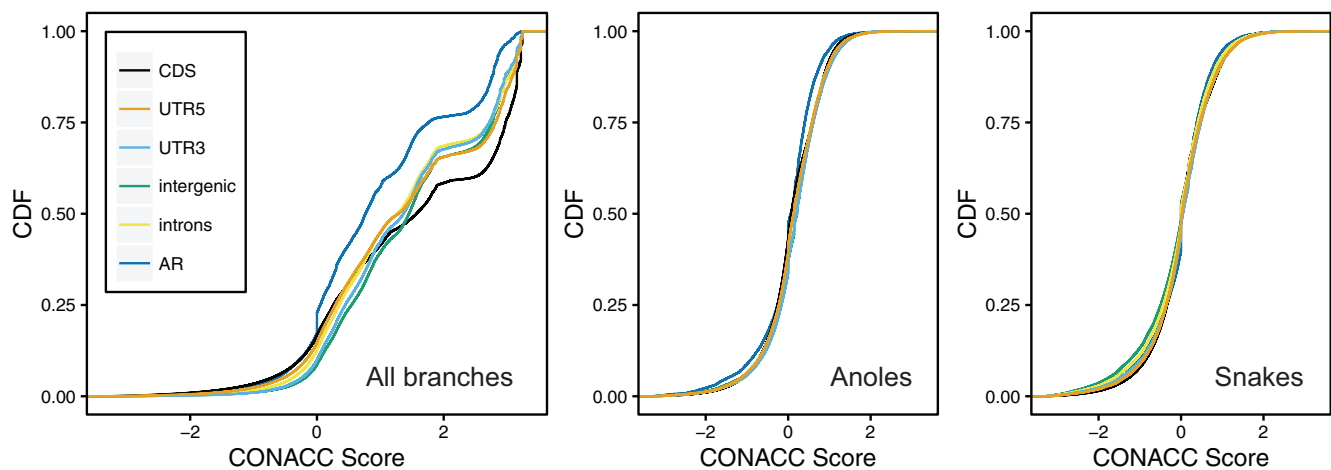 CDF
1.00
0.75
0.50
0.25
0.00
CDS
UTR5
UTR3
intergenic
introns
AR
All branches
−2
0
2
CONACC Score
CDF
1.00
0.75
0.50
0.25
0.00
Anoles
−2
0
2
CONACC Score
CDF
1.00
0.75
0.50
0.25
0.00
Snakes
−2
0
2
CONACC Score